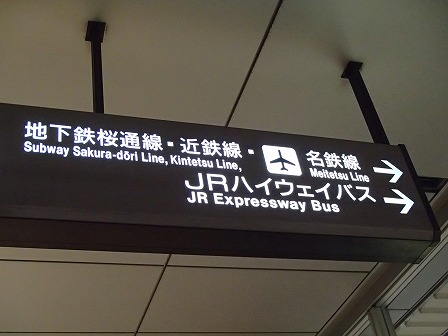 地下鉄桜通線・近鉄線・ 名鉄線 →
Subway Sakura-dōri Line, Kintetsu Line, Meitetsu Line
JRハイウェイバス →
JR Expressway Bus